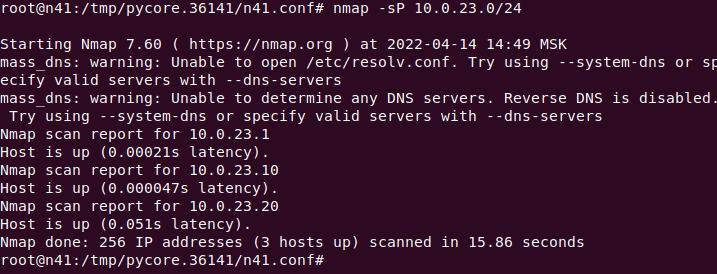 root@n41:/tmp/pycore.36141/n41.conf# nmap -sP 10.0.23.0/24
Starting Nmap 7.60 ( https://nmap.org ) at 2022-04-14 14:49 MSK
mass_dns: warning: Unable to open /etc/resolv.conf. Try using --system-dns or sp
ecify valid servers with --dns-servers
mass_dns: warning: Unable to determine any DNS servers. Reverse DNS is disabled.
 Try using --system-dns or specify valid servers with --dns-servers
Nmap scan report for 10.0.23.1
Host is up (0.00021s latency).
Nmap scan report for 10.0.23.10
Host is up (0.000047s latency).
Nmap scan report for 10.0.23.20
Host is up (0.051s latency).
Nmap done: 256 IP addresses (3 hosts up) scanned in 15.86 seconds
root@n41:/tmp/pycore.36141/n41.conf#